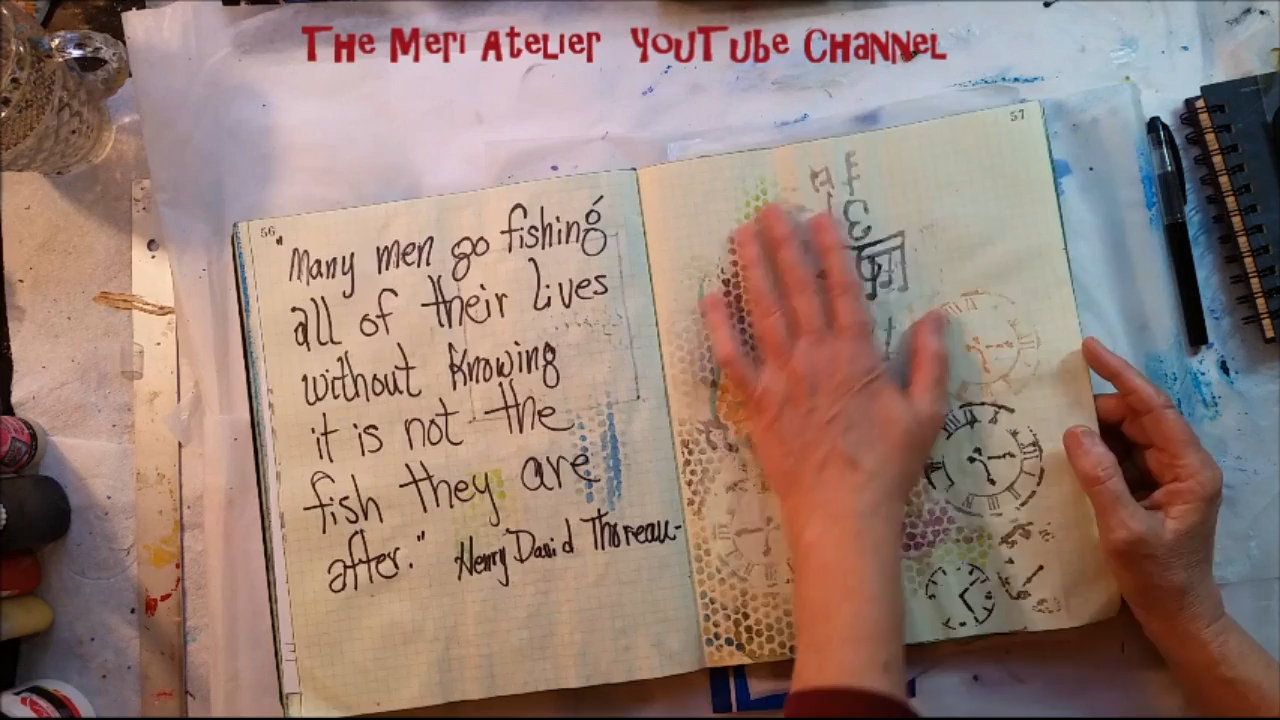 The Meri Atelier YouTube Channel
56
"Many men go fishing
all of their lives
without knowing
it is not the
fish they are
after."
Henry David Thoreau-
57